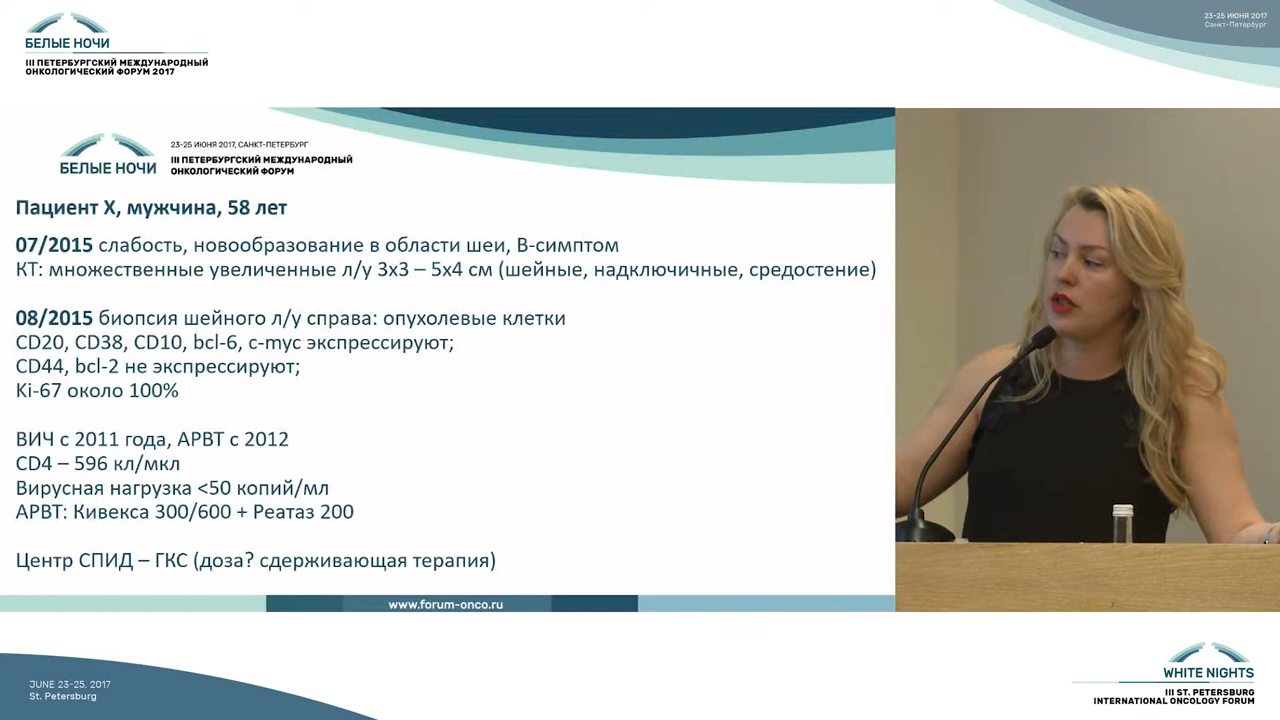 БЕЛЫЕ НОЧИ
III ПЕТЕРБУРГСКИЙ МЕЖДУНАРОДНЫЙ
ОНКОЛОГИЧЕСКИЙ ФОРУМ 2017
23-25 ИЮНЯ 2017
Санкт-Петербург
БЕЛЫЕ НОЧИ
23-25 ИЮНЯ 2017, САНКТ-ПЕТЕРБУРГ
III ПЕТЕРБУРГСКИЙ МЕЖДУНАРОДНЫЙ
ОНКОЛОГИЧЕСКИЙ ФОРУМ
Пациент Х, мужчина, 58 лет
07/2015 слабость, новообразование в области шеи, В-симптом
КТ: множественные увеличенные л/у 3х3 – 5х4 см (шейные, надключичные, средостение)
08/2015 биопсия шейного л/у справа: опухолевые клетки
CD20, CD38, CD10, bcl-6, c-myc экспрессируют;
CD44, bcl-2 не экспрессируют;
Ki-67 около 100%
ВИЧ с 2011 года, АРВТ с 2012
CD4 – 596 кл/мкл
Вирусная нагрузка <50 копий/мл
АРВТ: Кивекса 300/600 + Реатаз 200
Центр СПИД – ГКС (доза? сдерживающая терапия)
www.forum-onco.ru
JUNE 23-25, 2017
St. Petersburg
WHITE NIGHTS
III ST. PETERSBURG
INTERNATIONAL ONCOLOGY FORUM